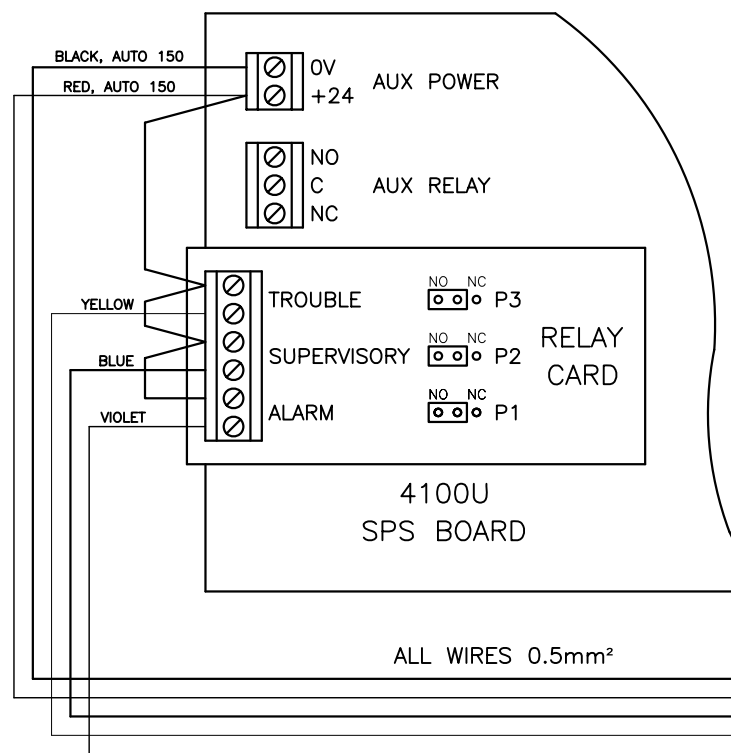 BLACK, AUTO 150
0V
RED, AUTO 150
+24
AUX POWER
NO
C
NC
AUX RELAY
NO NC
TROUBLE
P3
YELLOW
NO NC
SUPERVISORY
P2
BLUE
RELAY
CARD
NO NC
ALARM
P1
VIOLET
4100U
SPS BOARD
ALL WIRES 0.5mm²